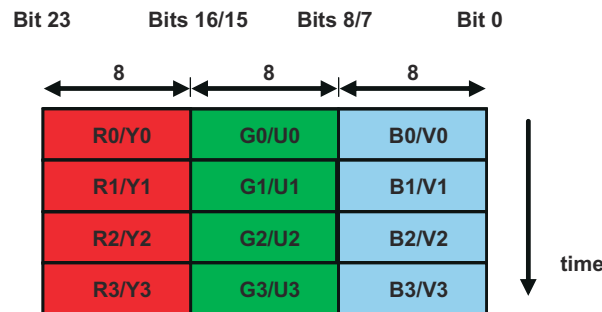 Bit 23 Bits 16/15 Bits 8/7 Bit 0
8 8 8
R0/Y0 G0/U0 B0/V0
R1/Y1 G1/U1 B1/V1
R2/Y2 G2/U2 B2/V2
R3/Y3 G3/U3 B3/V3
time